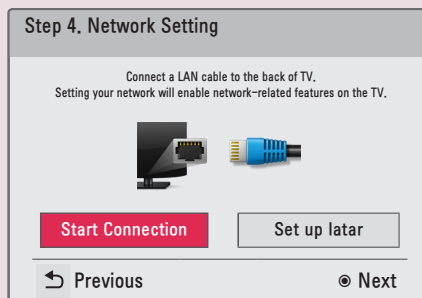 Step 4. Network Setting
Connect a LAN cable to the back of TV.
Setting your network will enable network-related features on the TV.
Start Connection
Set up latar
Previous
Next